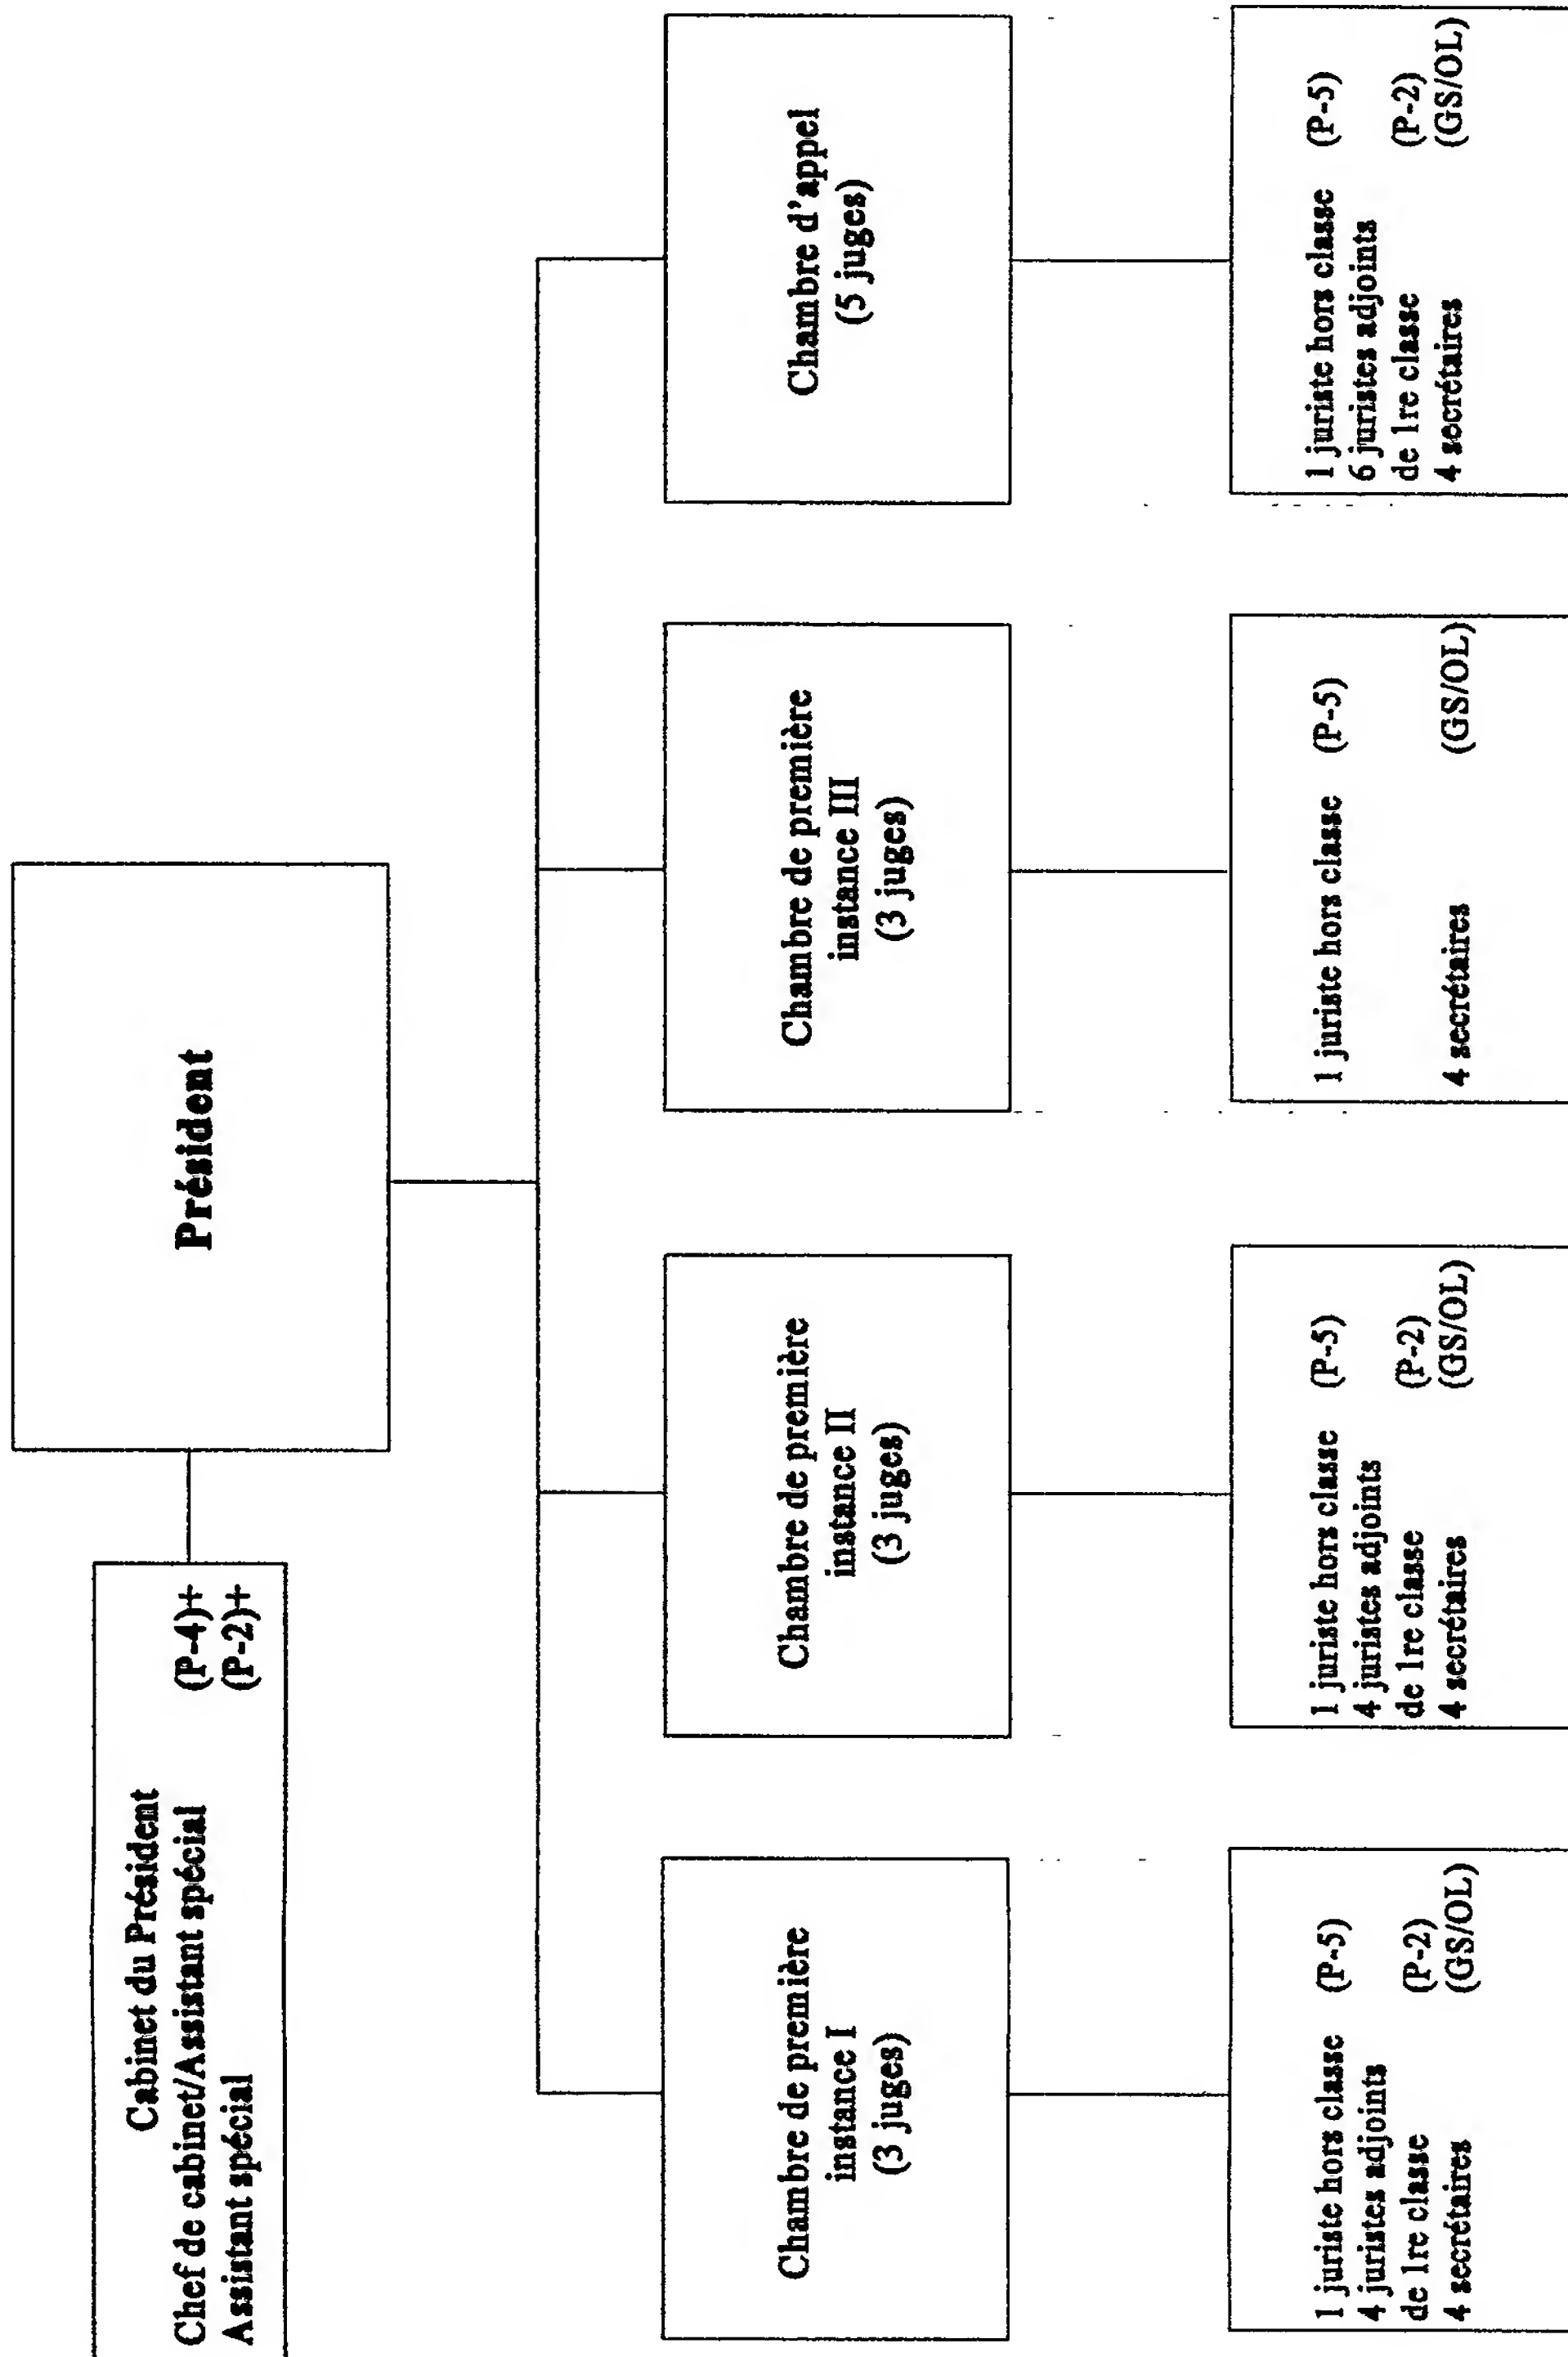 Président
Cabinet du Président
Chef de cabinet/Assistant spécial (P-4)+
Assistant spécial (P-2)+
Chambre de première
instance I
(3 juges)
Chambre de première
instance II
(3 juges)
Chambre de première
instance III
(3 juges)
Chambre d'appel
(5 juges)
1 juriste hors classe (P-5)
4 juristes adjoints
de 1re classe (P-2)
4 secrétaires (GS/OL)
1 juriste hors classe (P-5)
4 juristes adjoints
de 1re classe (P-2)
4 secrétaires (GS/OL)
1 juriste hors classe (P-5)
4 secrétaires (GS/OL)
1 juriste hors classe (P-5)
6 juristes adjoints
de 1re classe (P-2)
4 secrétaires (GS/OL)